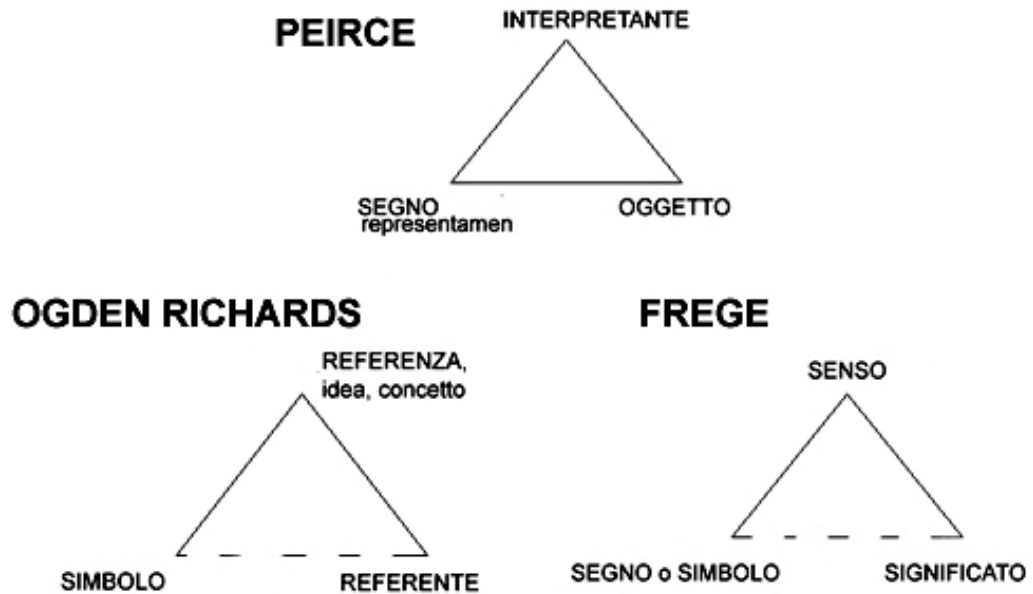 PEIRCE
INTERPRETANTE
SEGNO
representamen
OGGETTO
OGDEN RICHARDS
REFERENZA,
idea, concetto
SIMBOLO
REFERENTE
FREGE
SENSO
SEGNO o SIMBOLO
SIGNIFICATO